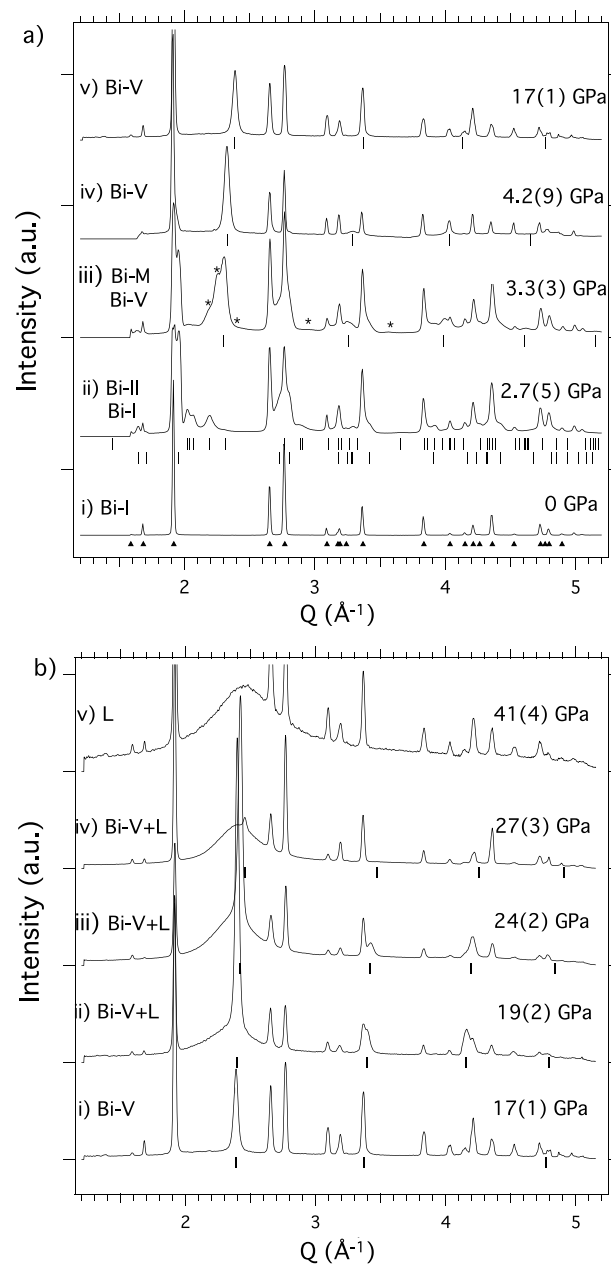 a)
v) Bi-V
17(1) GPa
iv) Bi-V
4.2(9) GPa
iii) Bi-M
Bi-V
3.3(3) GPa
* * * * *
ii) Bi-II
Bi-I
2.7(5) GPa
i) Bi-I
0 GPa
Intensity (a.u.)
2 3 4 5
Q (Å-1)
b)
v) L
41(4) GPa
iv) Bi-V+L
27(3) GPa
iii) Bi-V+L
24(2) GPa
ii) Bi-V+L
19(2) GPa
i) Bi-V
17(1) GPa
Intensity (a.u.)
2 3 4 5
Q (Å-1)